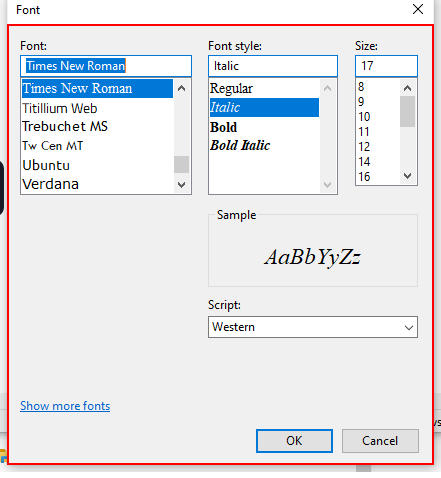 Font
Font:
Times New Roman
Times New Roman
Titillium Web
Trebuchet MS
Tw Cen MT
Ubuntu
Verdana
Font style:
Italic
Regular
Italic
Bold
Bold Italic
Size:
17
8
9
10
11
12
14
16
Sample
AaBbYyZz
Script:
Western
Show more fonts
OK
Cancel